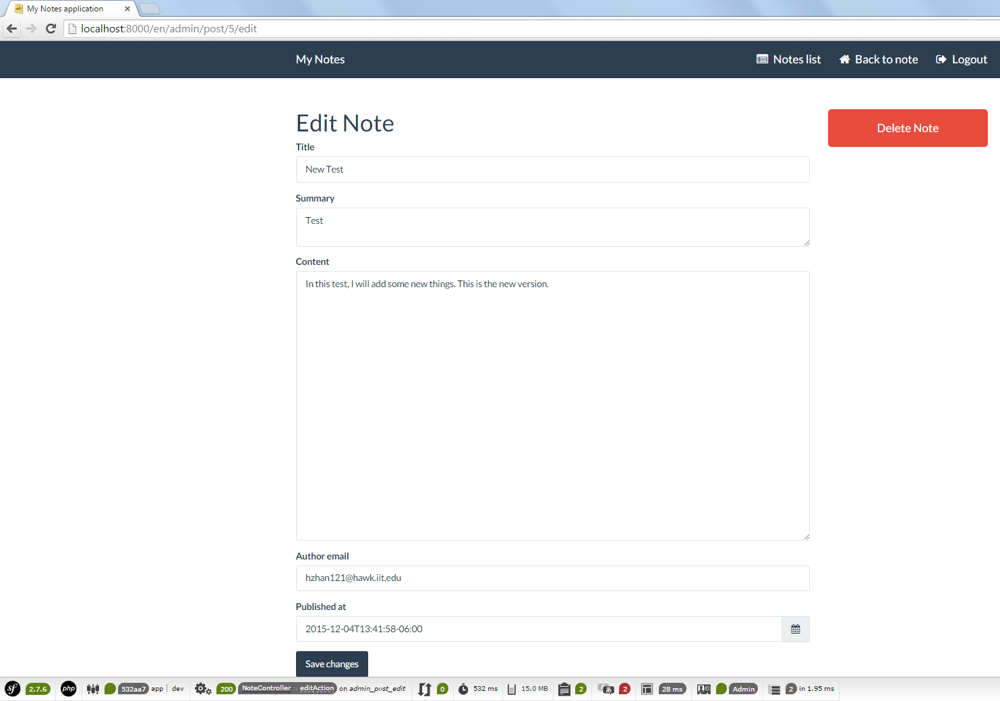 My Notes application
localhost:8000/en/admin/post/5/edit
My Notes
Notes list
Back to note
Logout
Edit Note
Delete Note
Title
New Test
Summary
Test
Content
In this test, I will add some new things. This is the new version.
Author email
hzhan121@hawk.iit.edu
Published at
2015-12-04T13:41:58-06:00
Save changes
sf 2.7.6 php 532aa7 app | dev 200 NoteController :: editAction on admin_post_edit 0 532 ms 15.0 MB 2 あ 2 28 ms Admin 2 in 1.95 ms